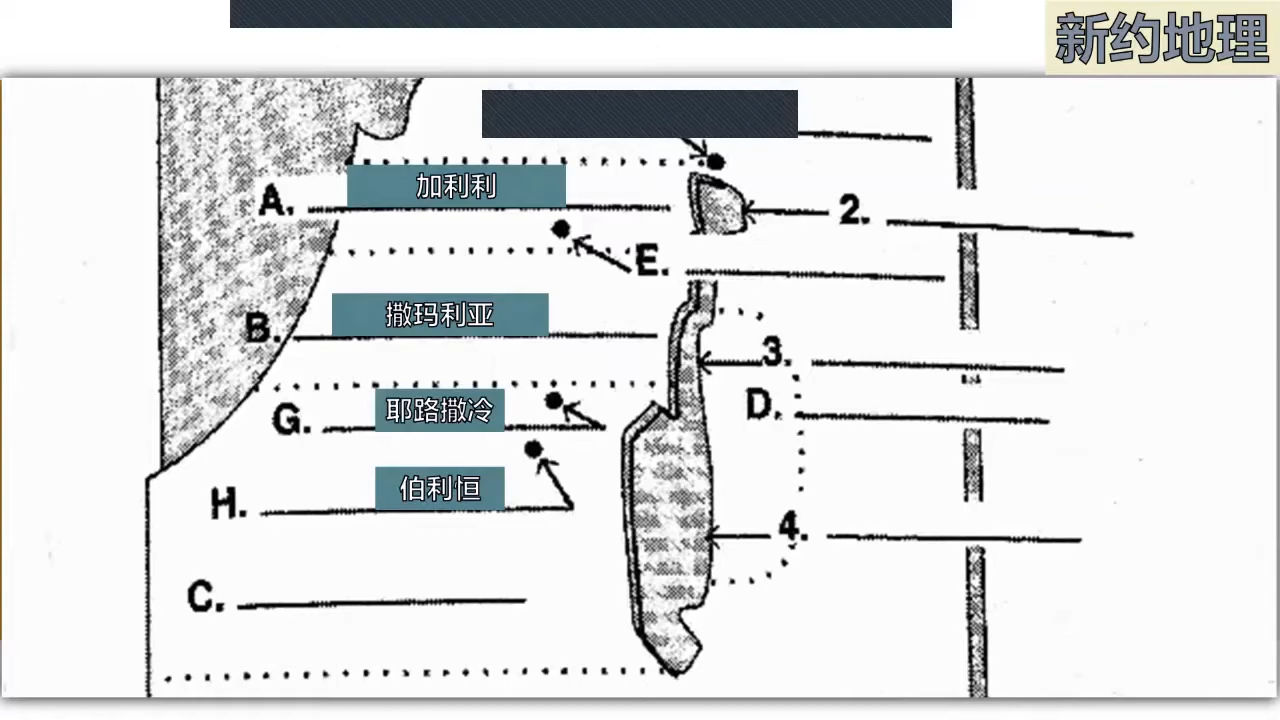 新约地理
A. 加利利
2.
E.
B. 撒玛利亚
3.
D.
G. 耶路撒冷
H. 伯利恒
4.
C.